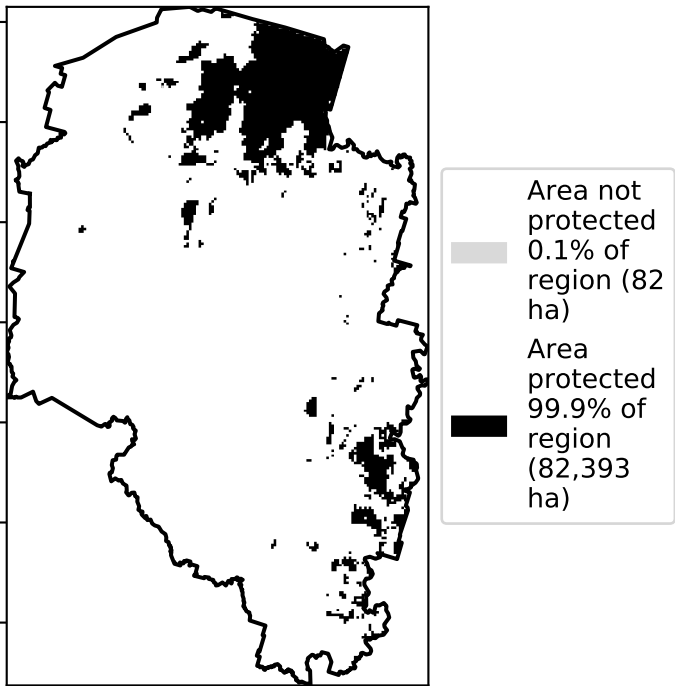 Area not
protected
0.1% of
region (82
ha)
Area
protected
99.9% of
region
(82,393
ha)